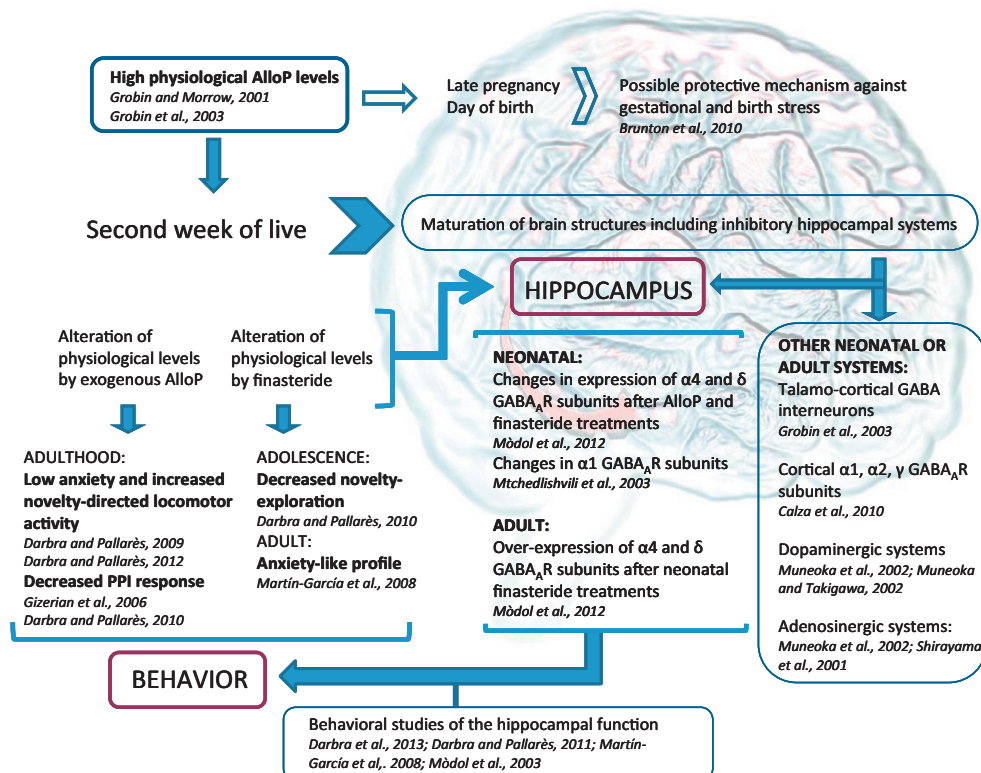 High physiological AlloP levels
Grobin and Morrow, 2001
Grobin et al., 2003
Late pregnancy
Day of birth
Possible protective mechanism against
gestational and birth stress
Brunton et al., 2010
Second week of live
Maturation of brain structures including inhibitory hippocampal systems
HIPPOCAMPUS
Alteration of
physiological levels
by exogenous AlloP
Alteration of
physiological levels
by finasteride
ADULTHOOD:
Low anxiety and increased
novelty-directed locomotor
activity
Darbra and Pallarès, 2009
Darbra and Pallarès, 2012
Decreased PPI response
Gizerian et al., 2006
Darbra and Pallarès, 2010
ADOLESCENCE:
Decreased novelty-
exploration
Darbra and Pallarès, 2010
ADULT:
Anxiety-like profile
Martín-García et al., 2008
NEONATAL:
Changes in expression of α4 and δ
GABAAR subunits after AlloP and
finasteride treatments
Mòdol et al., 2012
Changes in α1 GABAAR subunits
Mtchedlishvili et al., 2003
ADULT:
Over-expression of α4 and δ
GABAAR subunits after neonatal
finasteride treatments
Mòdol et al., 2012
OTHER NEONATAL OR
ADULT SYSTEMS:
Talamo-cortical GABA
interneurons
Grobin et al., 2003
Cortical α1, α2, γ GABAAR
subunits
Calza et al., 2010
Dopaminergic systems
Muneoka et al., 2002; Muneoka
and Takigawa, 2002
Adenosinergic systems:
Muneoka et al., 2002; Shirayama
et al., 2001
BEHAVIOR
Behavioral studies of the hippocampal function
Darbra et al., 2013; Darbra and Pallarès, 2011; Martín-
García et al,. 2008; Mòdol et al., 2003